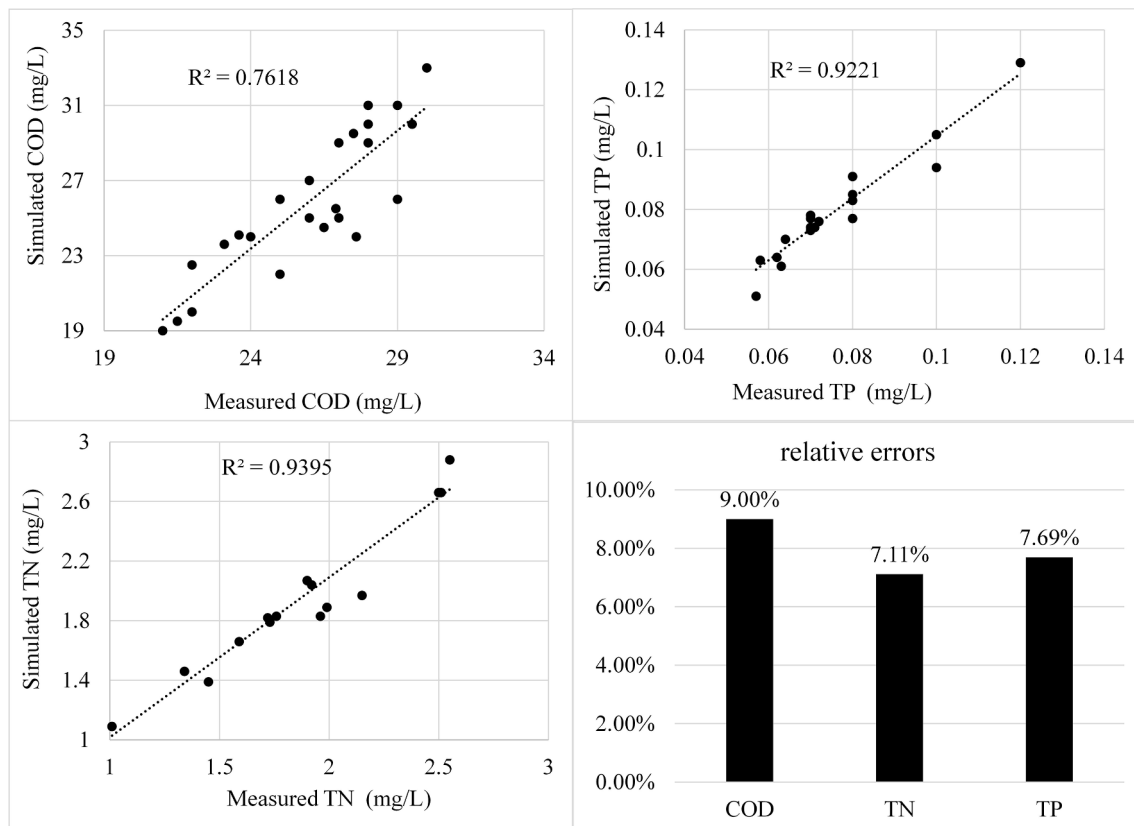 Simulated COD (mg/L)
35
31
27
23
19
R² = 0.7618
19 24 29 34
Measured COD (mg/L)
Simulated TP (mg/L)
0.14
0.12
0.1
0.08
0.06
0.04
R² = 0.9221
0.04 0.06 0.08 0.1 0.12 0.14
Measured TP (mg/L)
Simulated TN (mg/L)
3
2.6
2.2
1.8
1.4
1
R² = 0.9395
1 1.5 2 2.5 3
Measured TN (mg/L)
relative errors
10.00%
8.00%
6.00%
4.00%
2.00%
0.00%
9.00%
7.11%
7.69%
COD TN TP